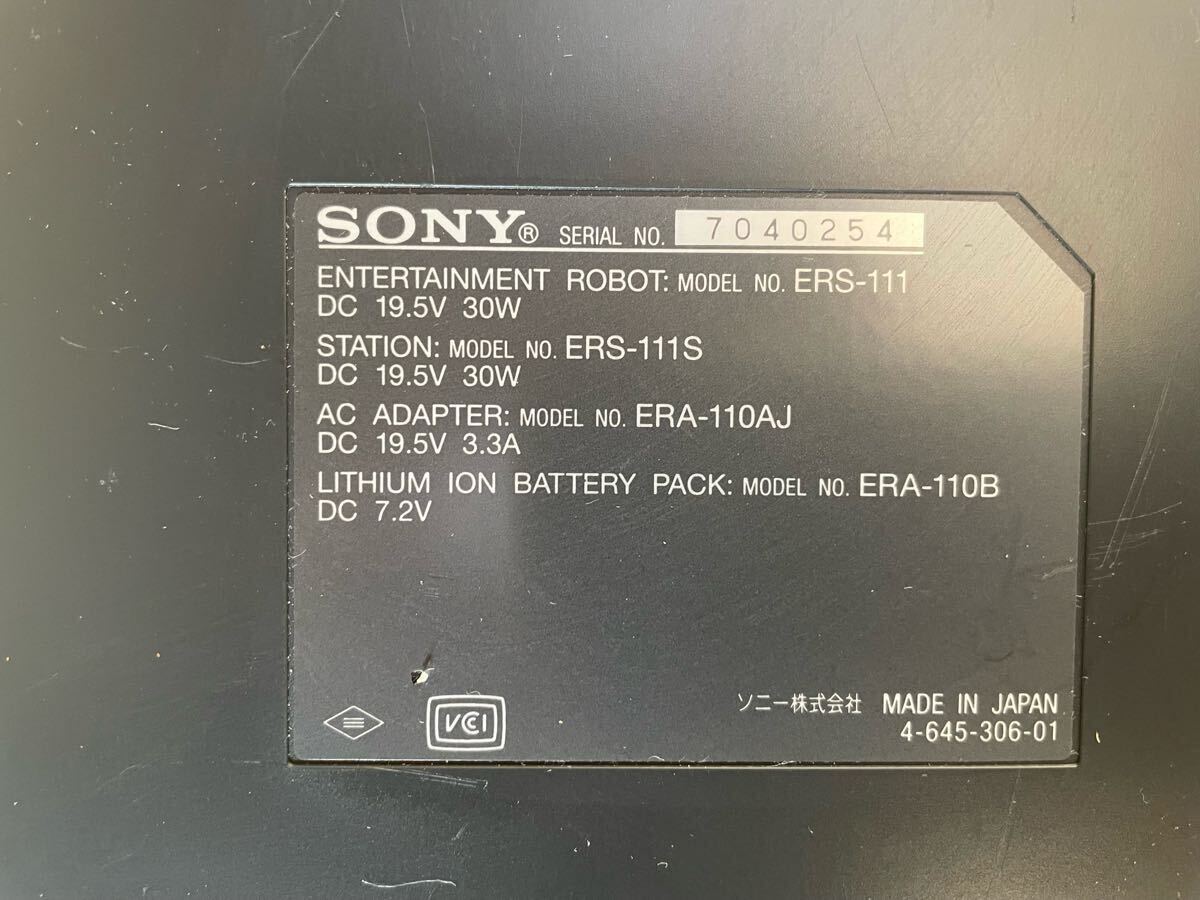 SONY® SERIAL NO. 7040254
ENTERTAINMENT ROBOT: MODEL NO. ERS-111
DC 19.5V 30W
STATION: MODEL NO. ERS-111S
DC 19.5V 30W
AC ADAPTER: MODEL NO. ERA-110AJ
DC 19.5V 3.3A
LITHIUM ION BATTERY PACK: MODEL NO. ERA-110B
DC 7.2V
VCCI
ソニー株式会社 MADE IN JAPAN
4-645-306-01